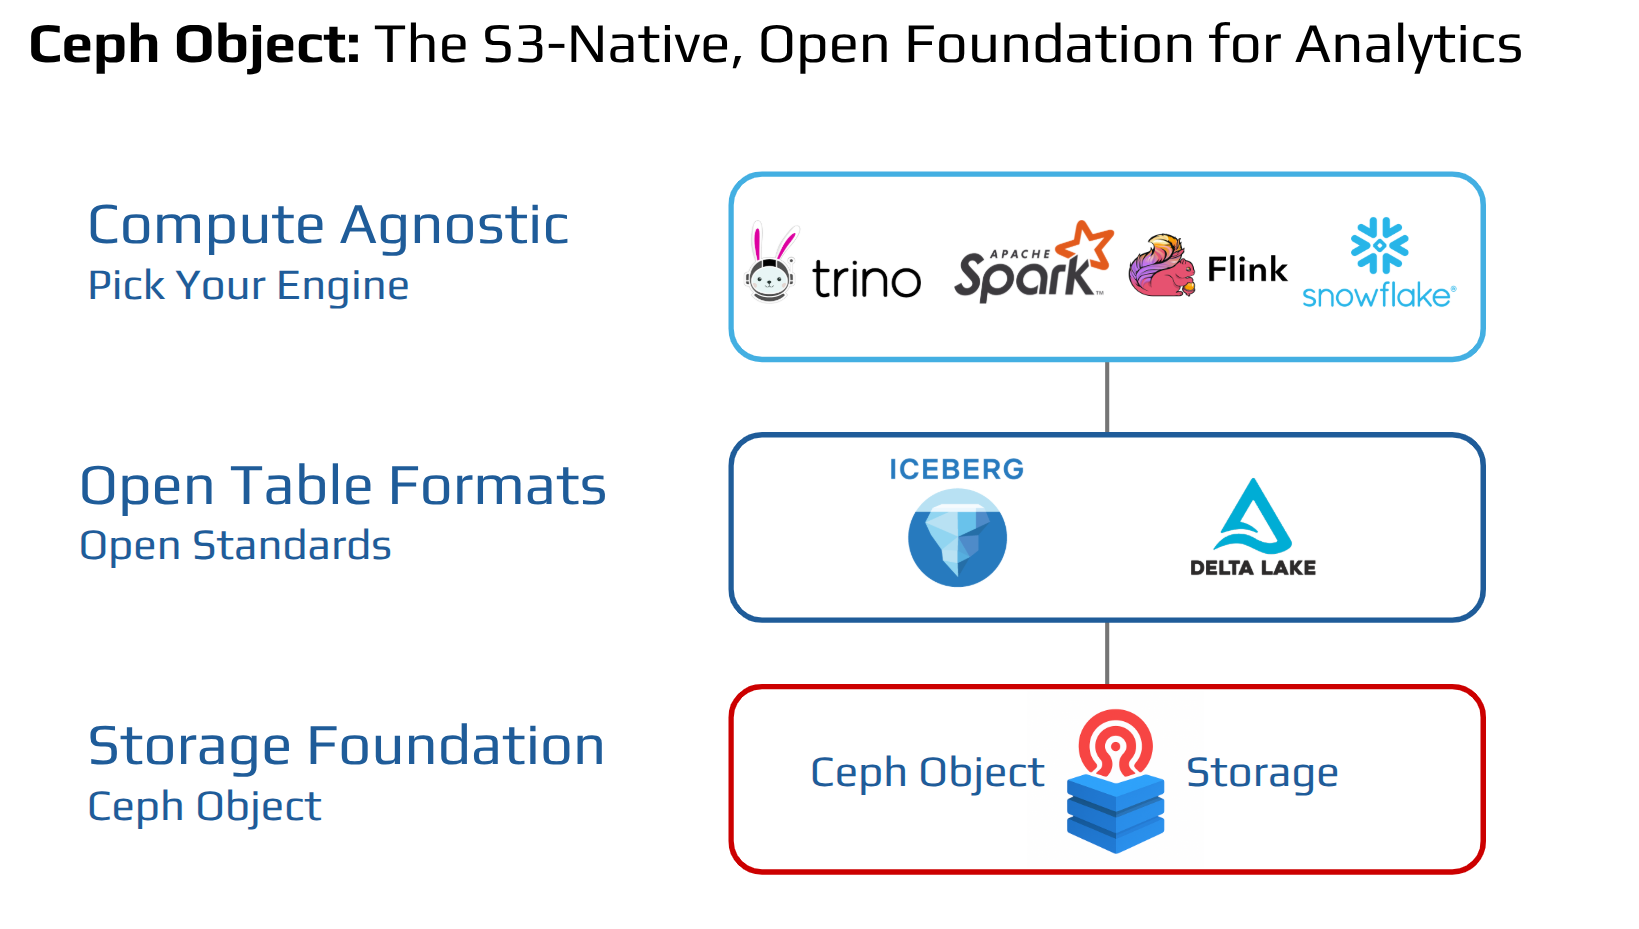 Ceph Object: The S3-Native, Open Foundation for Analytics
Compute Agnostic
Pick Your Engine
trino
APACHE
Spark™
Flink
snowflake®
Open Table Formats
Open Standards
ICEBERG
DELTA LAKE
Storage Foundation
Ceph Object
Ceph Object Storage